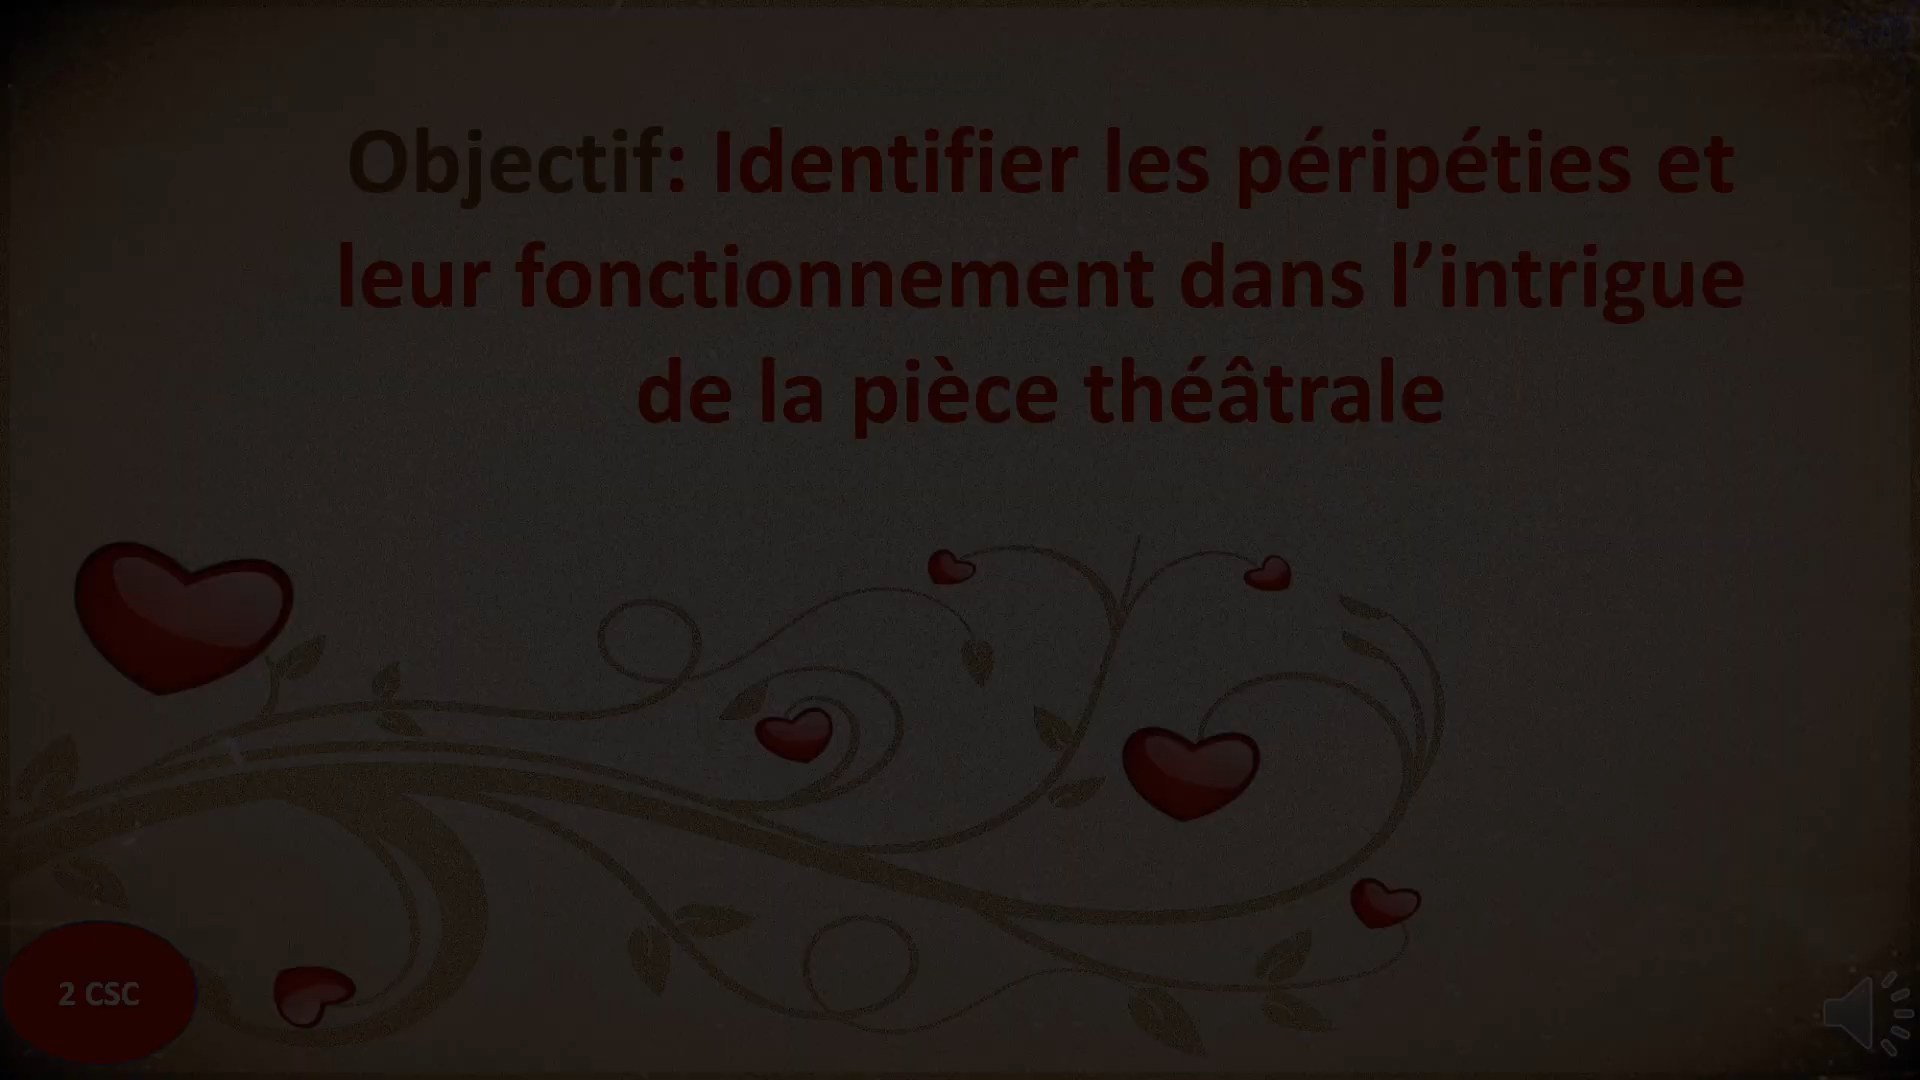 Objectif: Identifier les péripéties et
leur fonctionnement dans l’intrigue
de la pièce théâtrale
2 CSC